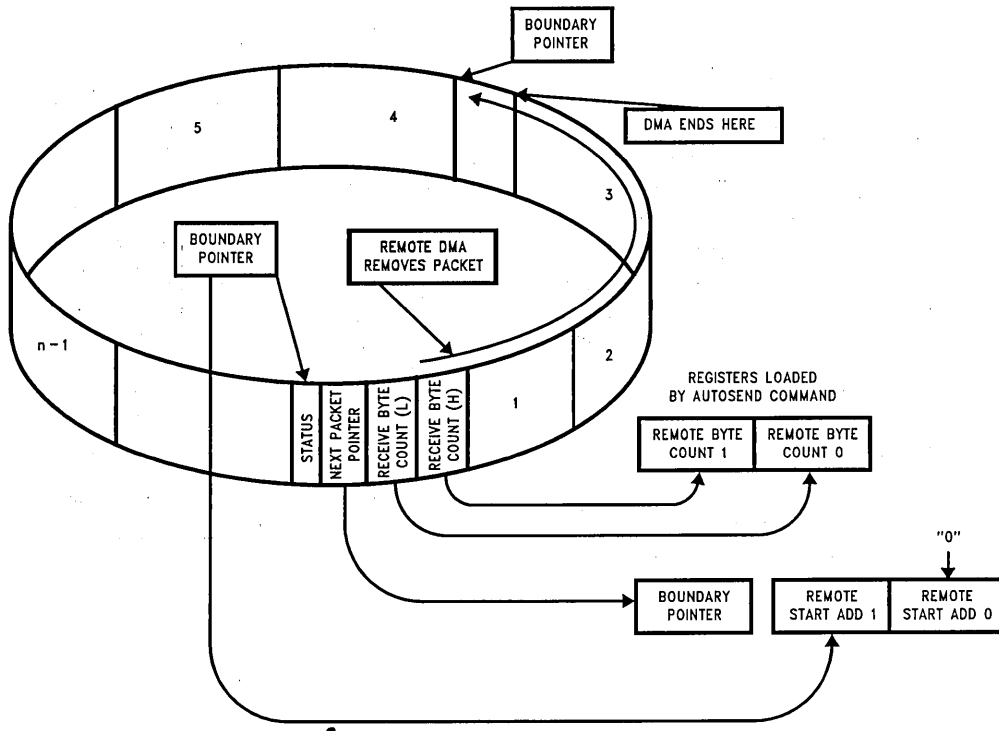 BOUNDARY
POINTER
DMA ENDS HERE
5
4
3
BOUNDARY
POINTER
REMOTE DMA
REMOVES PACKET
n-1
2
1
STATUS
NEXT PACKET
POINTER
RECEIVE BYTE
COUNT (L)
RECEIVE BYTE
COUNT (H)
REGISTERS LOADED
BY AUTOSEND COMMAND
REMOTE BYTE
COUNT 1
REMOTE BYTE
COUNT 0
"0"
BOUNDARY
POINTER
REMOTE
START ADD 1
REMOTE
START ADD 0